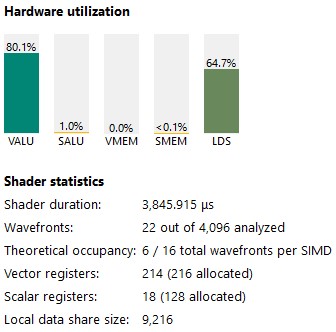 Hardware utilization
80.1% 1.0% 0.0% <0.1% 64.7%
VALU SALU VMEM SMEM LDS
Shader statistics
Shader duration: 3,845.915 µs
Wavefronts: 22 out of 4,096 analyzed
Theoretical occupancy: 6 / 16 total wavefronts per SIMD
Vector registers: 214 (216 allocated)
Scalar registers: 18 (128 allocated)
Local data share size: 9,216